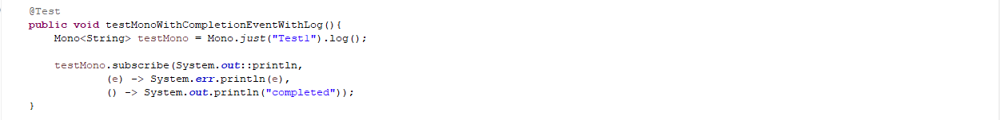 @Test
public void testMonoWithCompletionEventWithLog(){
Mono<String> testMono = Mono.just("Test1").log();
testMono.subscribe(System.out::println,
(e) -> System.err.println(e),
() -> System.out.println("completed"));
}